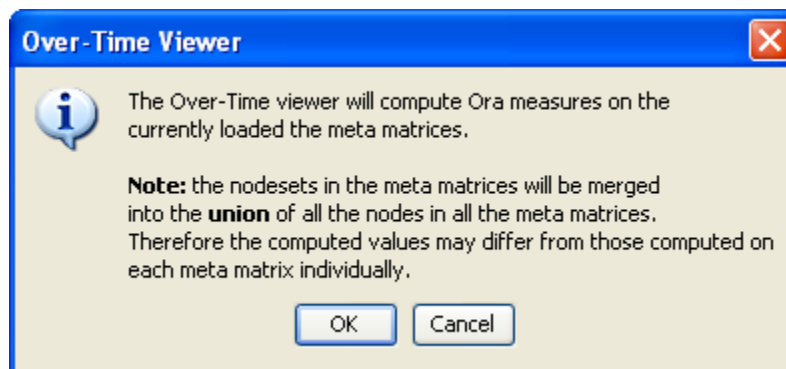 Over-Time Viewer
The Over-Time viewer will compute Ora measures on the
currently loaded the meta matrices.
Note: the nodesets in the meta matrices will be merged
into the union of all the nodes in all the meta matrices.
Therefore the computed values may differ from those computed on
each meta matrix individually.
OK Cancel